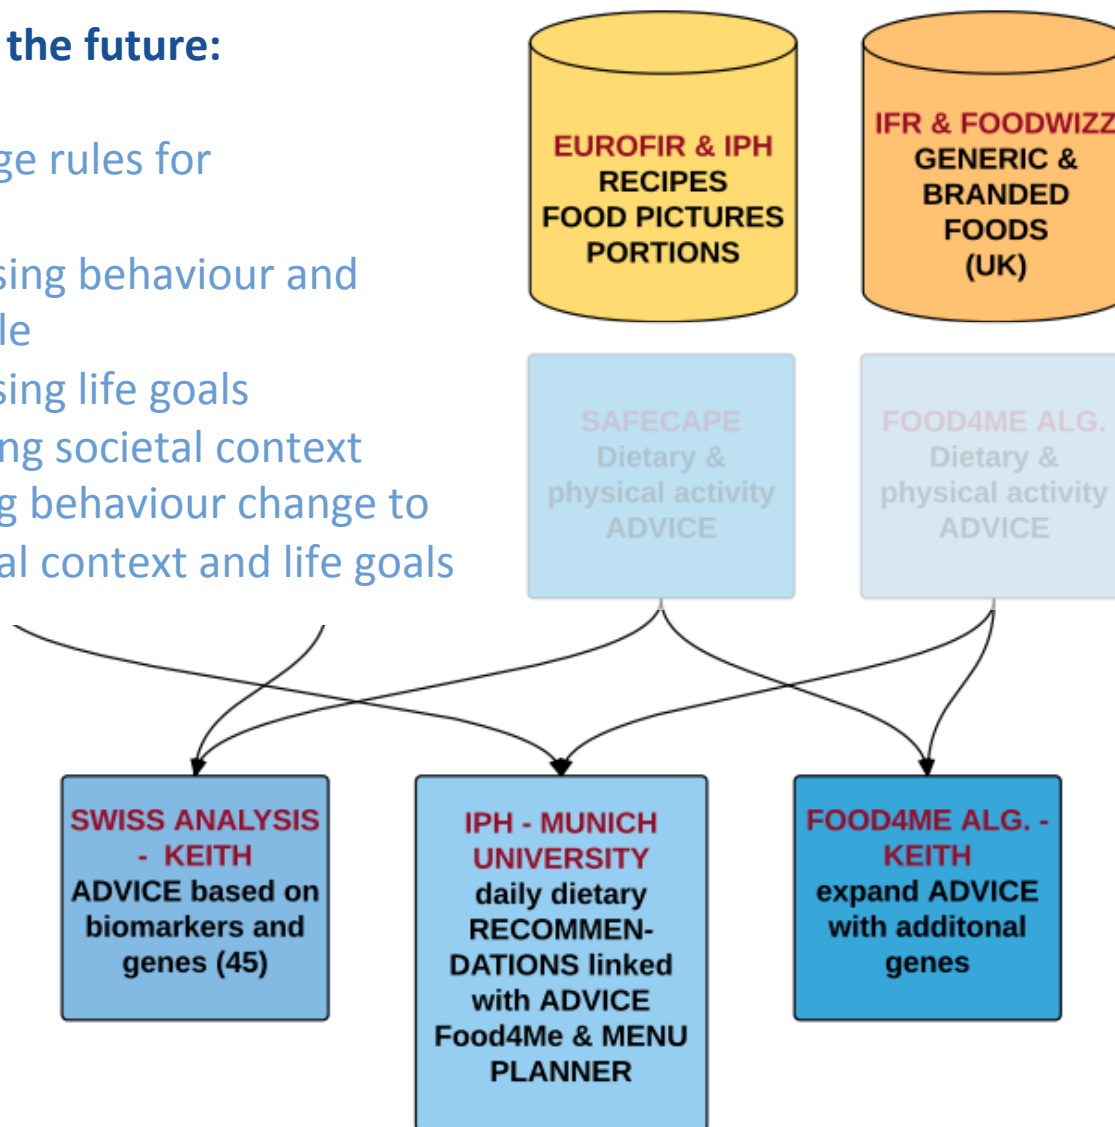 the future:
ge rules for
sing behaviour and
le
sing life goals
ng societal context
g behaviour change to
al context and life goals
EUROFIR & IPH
RECIPES
FOOD PICTURES
PORTIONS
IFR & FOODWIZZ
GENERIC &
BRANDED
FOODS
(UK)
SAFECAPE
Dietary &
physical activity
ADVICE
FOOD4ME ALG.
Dietary &
physical activity
ADVICE
SWISS ANALYSIS
- KEITH
ADVICE based on
biomarkers and
genes (45)
IPH - MUNICH
UNIVERSITY
daily dietary
RECOMMEN-
DATIONS linked
with ADVICE
Food4Me & MENU
PLANNER
FOOD4ME ALG. -
KEITH
expand ADVICE
with additonal
genes